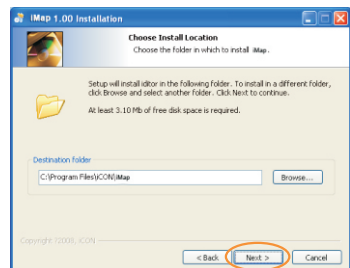 iMap 1.00 Installation
Choose Install Location
Choose the folder in which to install iMap.
Setup will install iditor in the following folder. To install in a different folder,
click Browse and select another folder. Click Next to continue.
At least 3.10 Mb of free disk space is required.
Destination folder
C:\Program Files\iCON\iMap
Browse...
Copyright ?2008, iCON
< Back
Next >
Cancel